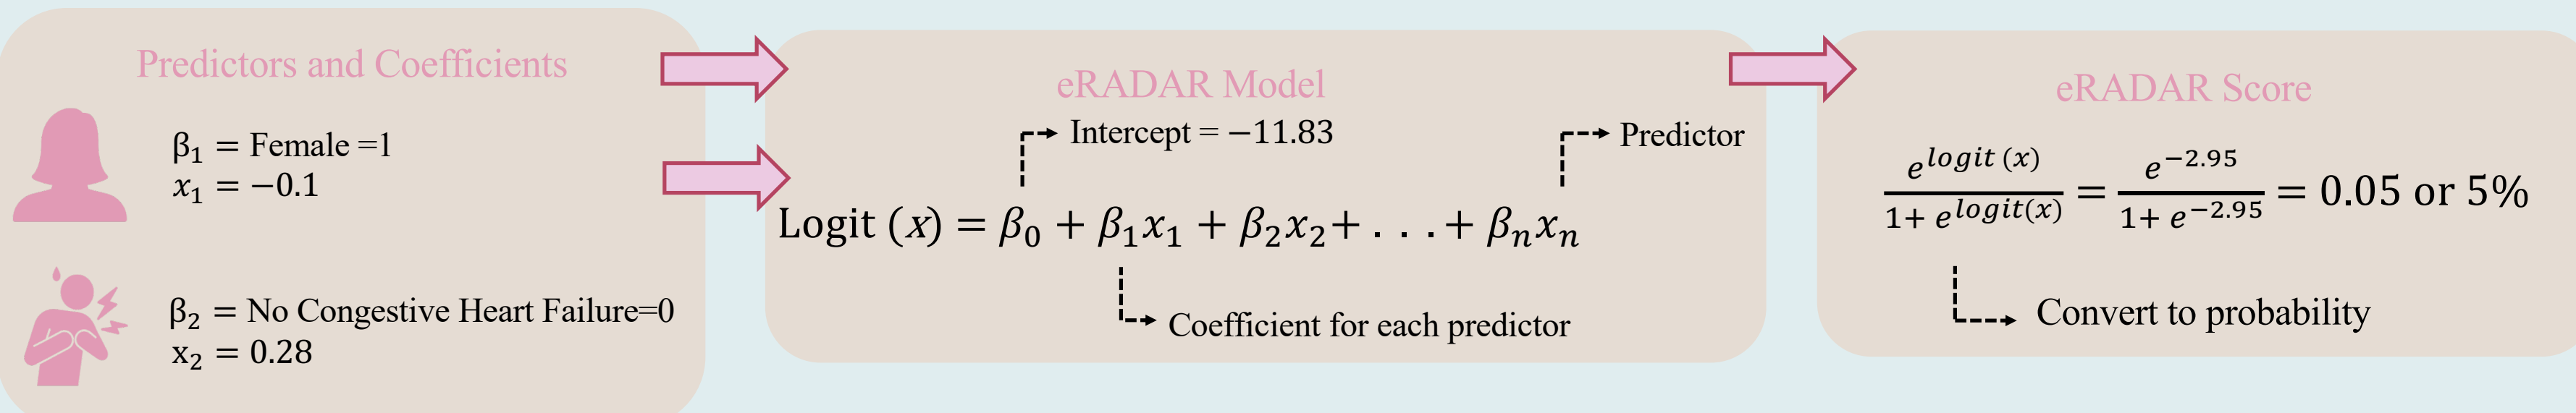 Predictors and Coefficients
β₁ = Female =1
x₁ = −0.1
β₂ = No Congestive Heart Failure=0
x₂ = 0.28
eRADAR Model
Intercept = −11.83
Predictor
Logit (x) = β₀ + β₁x₁ + β₂x₂+ . . .+ βₙxₙ
Coefficient for each predictor
eRADAR Score
e^logit (x) / 1+ e^logit(x) = e^−2.95 / 1+ e^−2.95 = 0.05 or 5%
Convert to probability